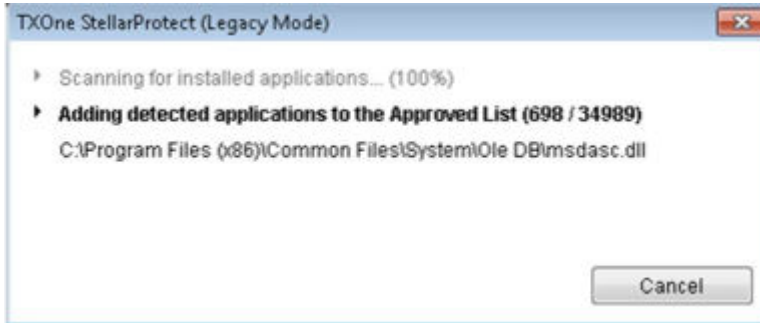 TXOne StellarProtect (Legacy Mode)
Scanning for installed applications... (100%)
Adding detected applications to the Approved List (698 / 34989)
C:\Program Files (x86)\Common Files\System\Ole DB\msdasc.dll
Cancel